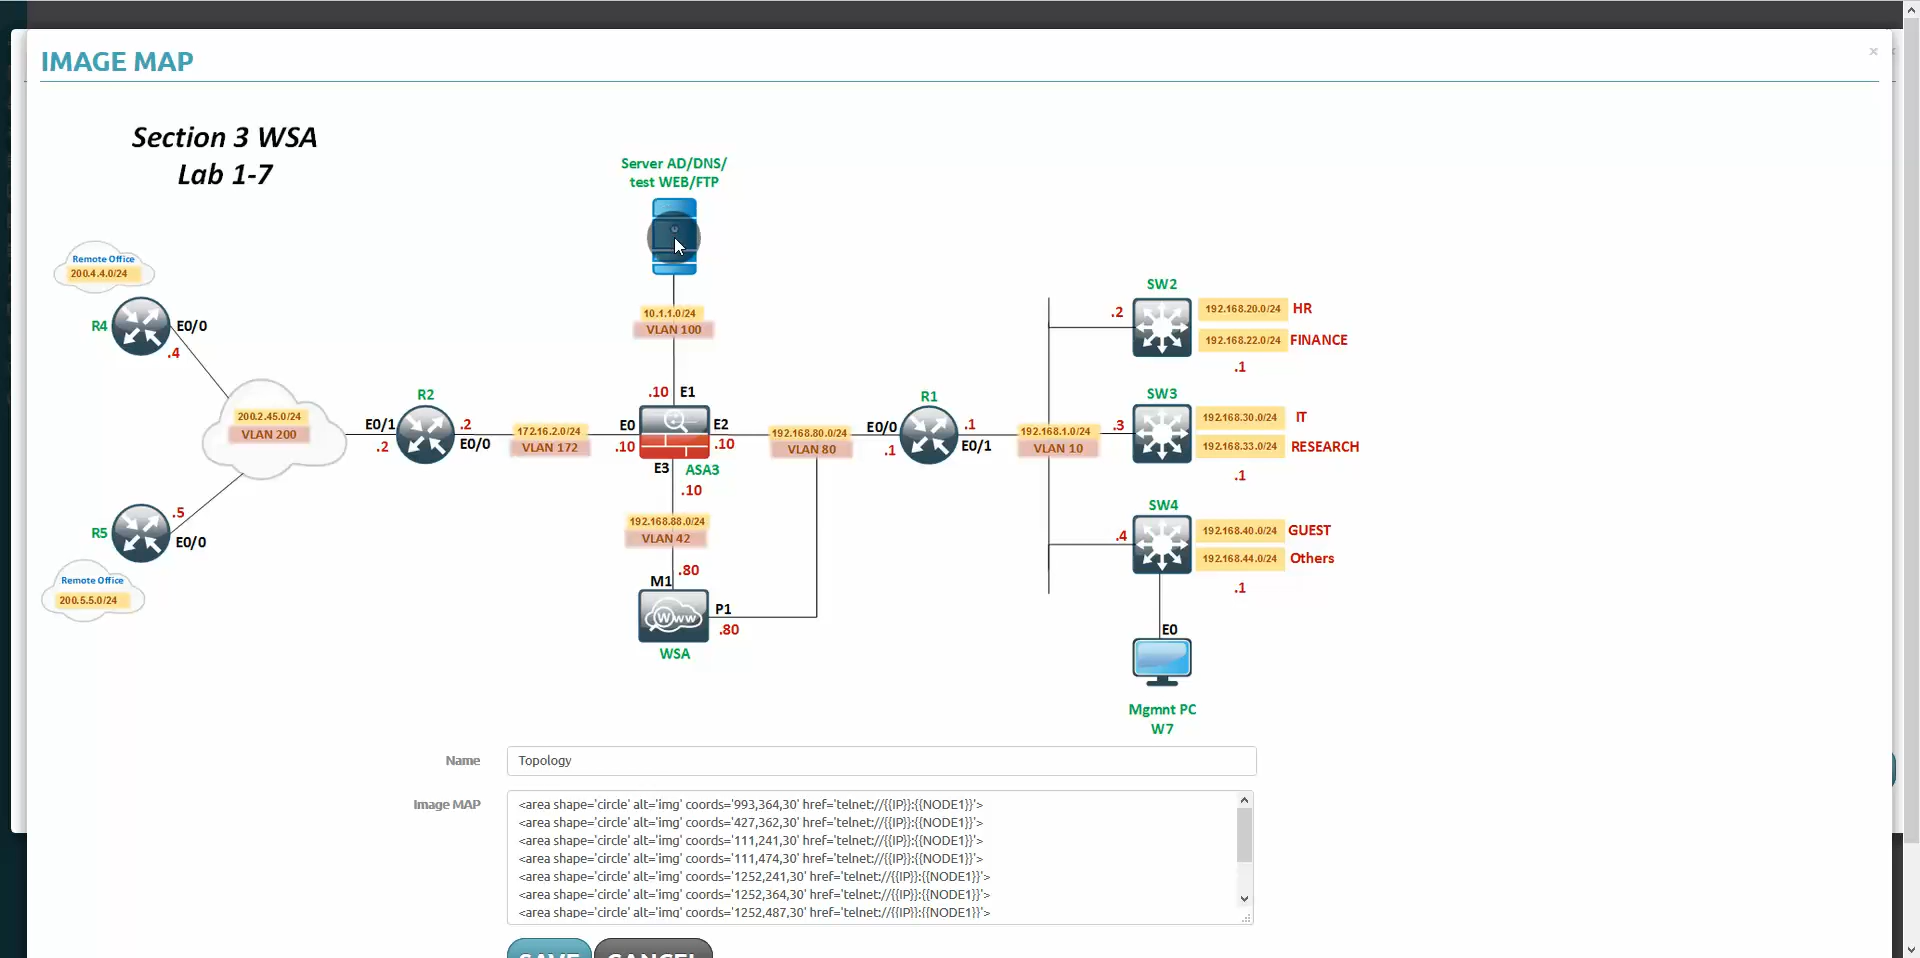 IMAGE MAP
×
Section 3 WSA
Lab 1-7
Server AD/DNS/
test WEB/FTP
Remote Office
200.4.4.0/24
R4
E0/0
.4
10.1.1.0/24
VLAN 100
SW2
.2
192.168.20.0/24 HR
192.168.22.0/24 FINANCE
.1
200.2.45.0/24
VLAN 200
R2
E0/1
.2
.2
E0/0
172.16.2.0/24
VLAN 172
.10 E1
E0
.10
E2
.10
E3
ASA3
.10
192.168.80.0/24
VLAN 80
R1
E0/0
.1
.1
E0/1
192.168.1.0/24
VLAN 10
SW3
.3
192.168.30.0/24 IT
192.168.33.0/24 RESEARCH
.1
R5
.5
E0/0
Remote Office
200.5.5.0/24
192.168.88.0/24
VLAN 42
.80
M1
Www
P1
.80
WSA
SW4
.4
192.168.40.0/24 GUEST
192.168.44.0/24 Others
.1
E0
Mgmnt PC
W7
Name
Topology
Image MAP
<area shape='circle' alt='img' coords='993,364,30' href='telnet://{{IP}}:{{NODE1}}'>
<area shape='circle' alt='img' coords='427,362,30' href='telnet://{{IP}}:{{NODE1}}'>
<area shape='circle' alt='img' coords='111,241,30' href='telnet://{{IP}}:{{NODE1}}'>
<area shape='circle' alt='img' coords='111,474,30' href='telnet://{{IP}}:{{NODE1}}'>
<area shape='circle' alt='img' coords='1252,241,30' href='telnet://{{IP}}:{{NODE1}}'>
<area shape='circle' alt='img' coords='1252,364,30' href='telnet://{{IP}}:{{NODE1}}'>
<area shape='circle' alt='img' coords='1252,487,30' href='telnet://{{IP}}:{{NODE1}}'>
SAVE
CANCEL